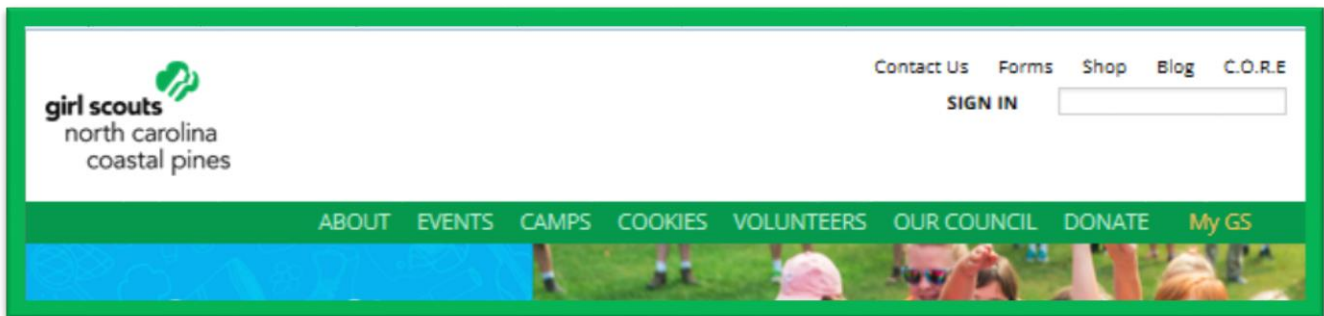 Contact Us Forms Shop Blog C.O.R.E
SIGN IN
girl scouts
north carolina
coastal pines
ABOUT EVENTS CAMPS COOKIES VOLUNTEERS OUR COUNCIL DONATE My GS